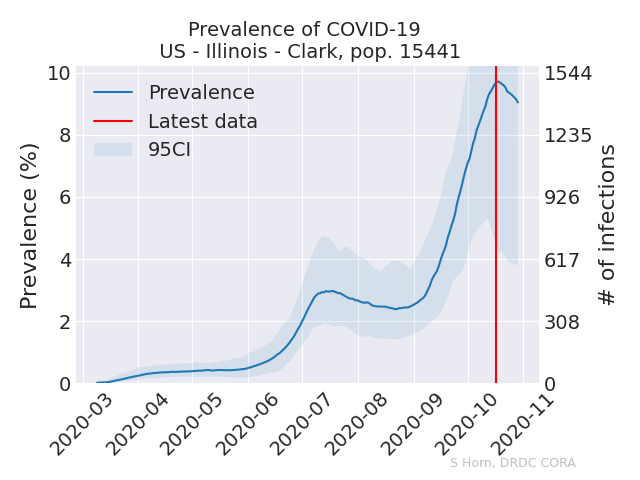 Prevalence of COVID-19
US - Illinois - Clark, pop. 15441
Prevalence (%)
10
8
6
4
2
0
Prevalence
Latest data
95CI
1544
1235
926
617
308
0
# of infections
2020-03
2020-04
2020-05
2020-06
2020-07
2020-08
2020-09
2020-10
2020-11
S Horn, DRDC CORA